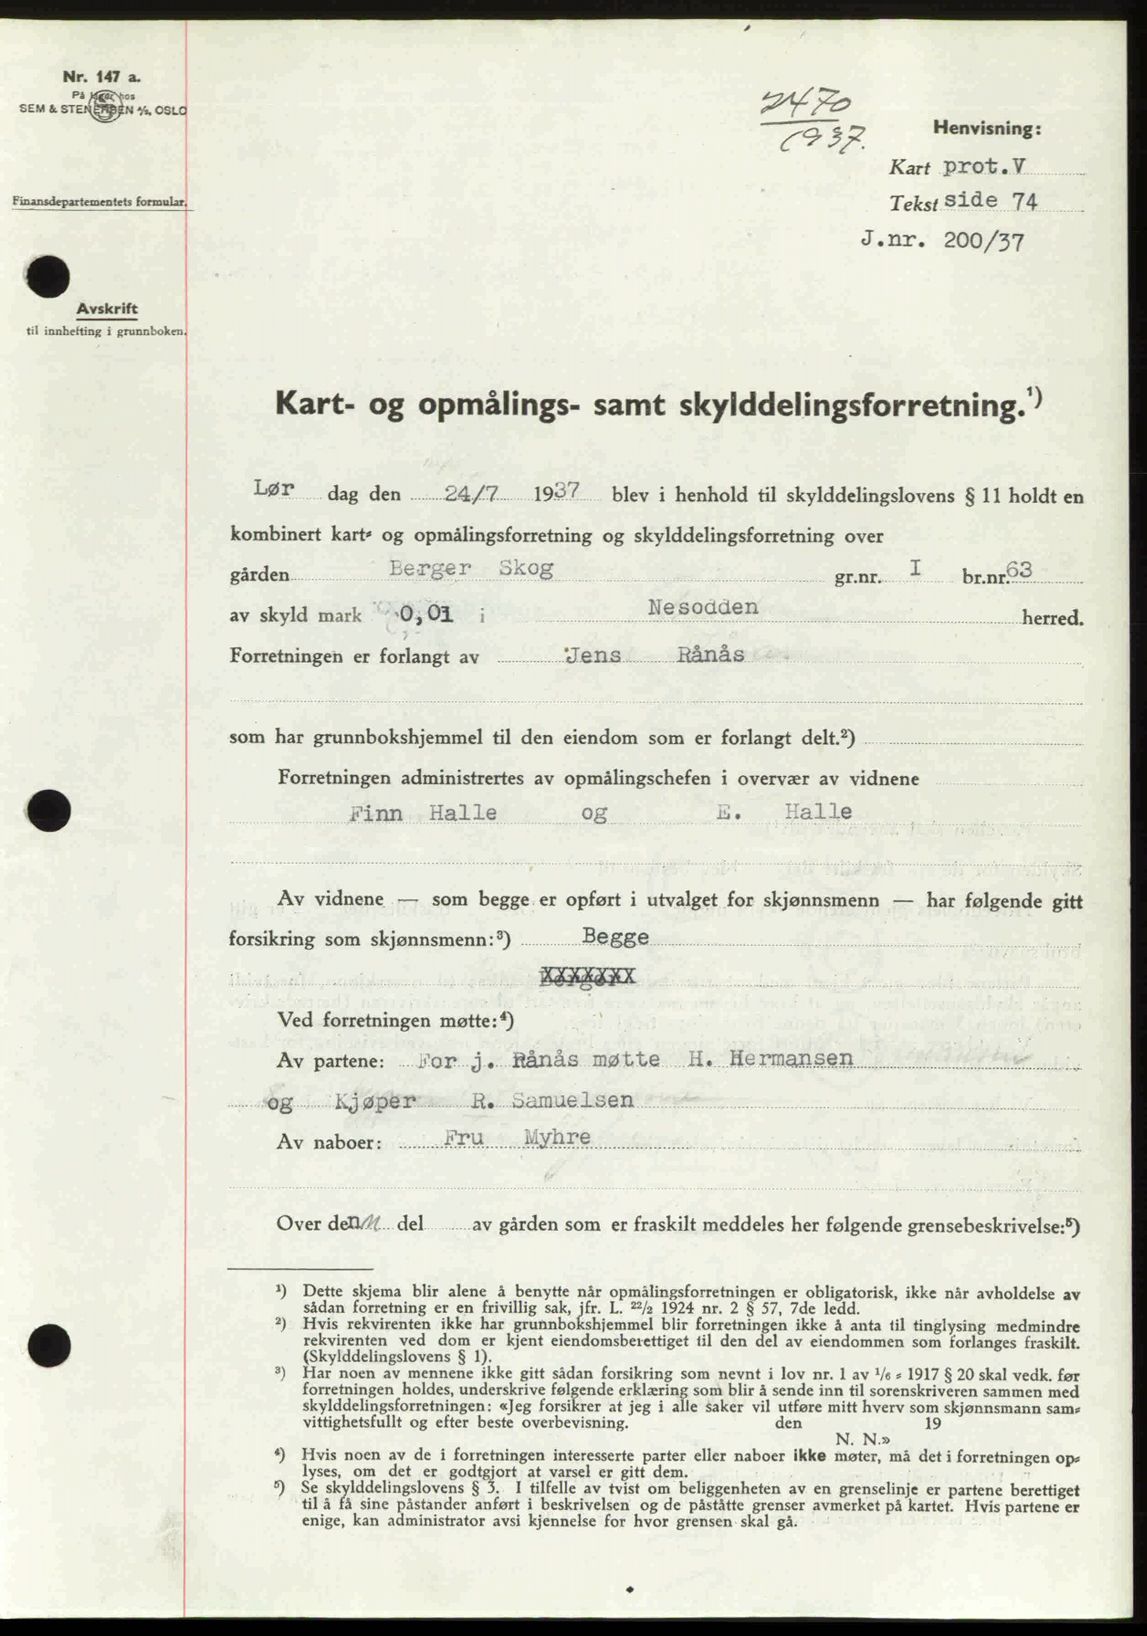 Nr. 147 a.
På lager hos
SEM & STENERSEN A/S, OSLO
Finansdepartementets formular.
Avskrift
til innhefting i grunnboken.
2470
1937.
Henvisning:
Kart prot.V
Tekst side 74
J.nr. 200/37
Kart- og opmålings- samt skylddelingsforretning.¹)
Lør dag den 24/7 1937 blev i henhold til skylddelingslovens § 11 holdt en
kombinert kart- og opmålingsforretning og skylddelingsforretning over
gården Berger Skog gr.nr. I br.nr. 63
av skyld mark 0,01 i Nesodden herred.
Forretningen er forlangt av Jens Rånås
som har grunnbokshjemmel til den eiendom som er forlangt delt.²)
Forretningen administrertes av opmålingschefen i overvær av vidnene
Finn Halle og E. Halle
Av vidnene — som begge er opført i utvalget for skjønnsmenn — har følgende gitt
forsikring som skjønnsmenn:³) Begge
XXXXXXX
Ved forretningen møtte:⁴)
Av partene: For j. Rånås møtte H. Hermansen
og Kjøper R. Samuelsen
Av naboer: Fru Myhre
Over den del av gården som er fraskilt meddeles her følgende grensebeskrivelse:⁵)
¹) Dette skjema blir alene å benytte når opmålingsforretningen er obligatorisk, ikke når avholdelse av
sådan forretning er en frivillig sak, jfr. L. 22/2 1924 nr. 2 § 57, 7de ledd.
²) Hvis rekvirenten ikke har grunnbokshjemmel blir forretningen ikke å anta til tinglysing medmindre
rekvirenten ved dom er kjent eiendomsberettiget til den del av eiendommen som forlanges fraskilt.
(Skylddelingslovens § 1).
³) Har noen av mennene ikke gitt sådan forsikring som nevnt i lov nr. 1 av 1/6 - 1917 § 20 skal vedk. før
forretningen holdes, underskrive følgende erklæring som blir å sende inn til sorenskriveren sammen med
skylddelingsforretningen: «Jeg forsikrer at jeg i alle saker vil utføre mitt hverv som skjønnsmann sam-
vittighetsfullt og efter beste overbevisning. den 19
N. N.»
⁴) Hvis noen av de i forretningen interesserte parter eller naboer ikke møter, må det i forretningen op-
lyses, om det er godtgjort at varsel er gitt dem.
⁵) Se skylddelingslovens § 3. I tilfelle av tvist om beliggenheten av en grenselinje er partene berettiget
til å få sine påstander anført i beskrivelsen og de påståtte grenser avmerket på kartet. Hvis partene er
enige, kan administrator avsi kjennelse for hvor grensen skal gå.